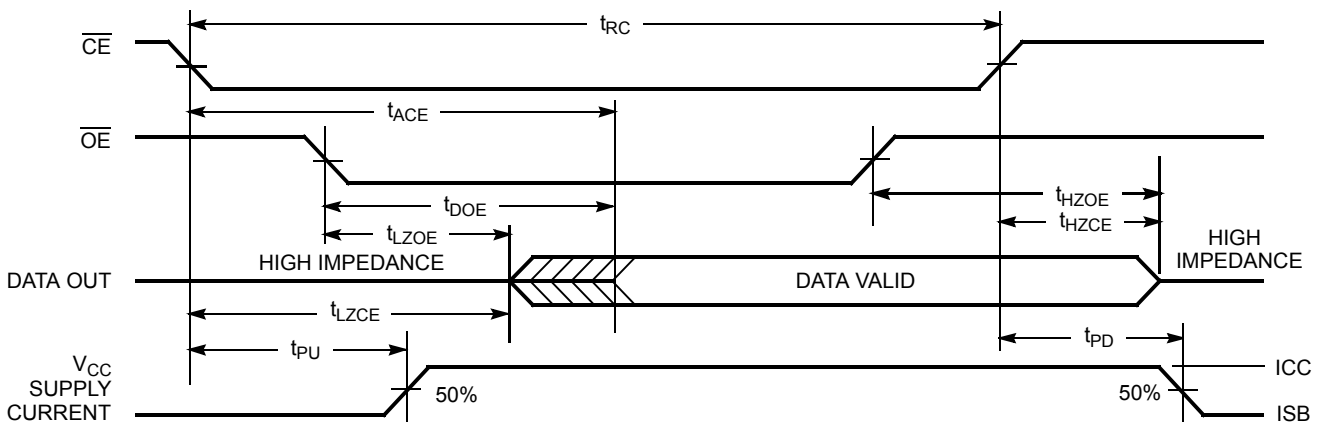 tRC
CE
tACE
OE
tDOE
tHZOE
tLZOE
tHZCE
HIGH IMPEDANCE
HIGH
IMPEDANCE
DATA OUT
DATA VALID
tLZCE
tPU
tPD
VCC
SUPPLY
CURRENT
50%
50%
ICC
ISB